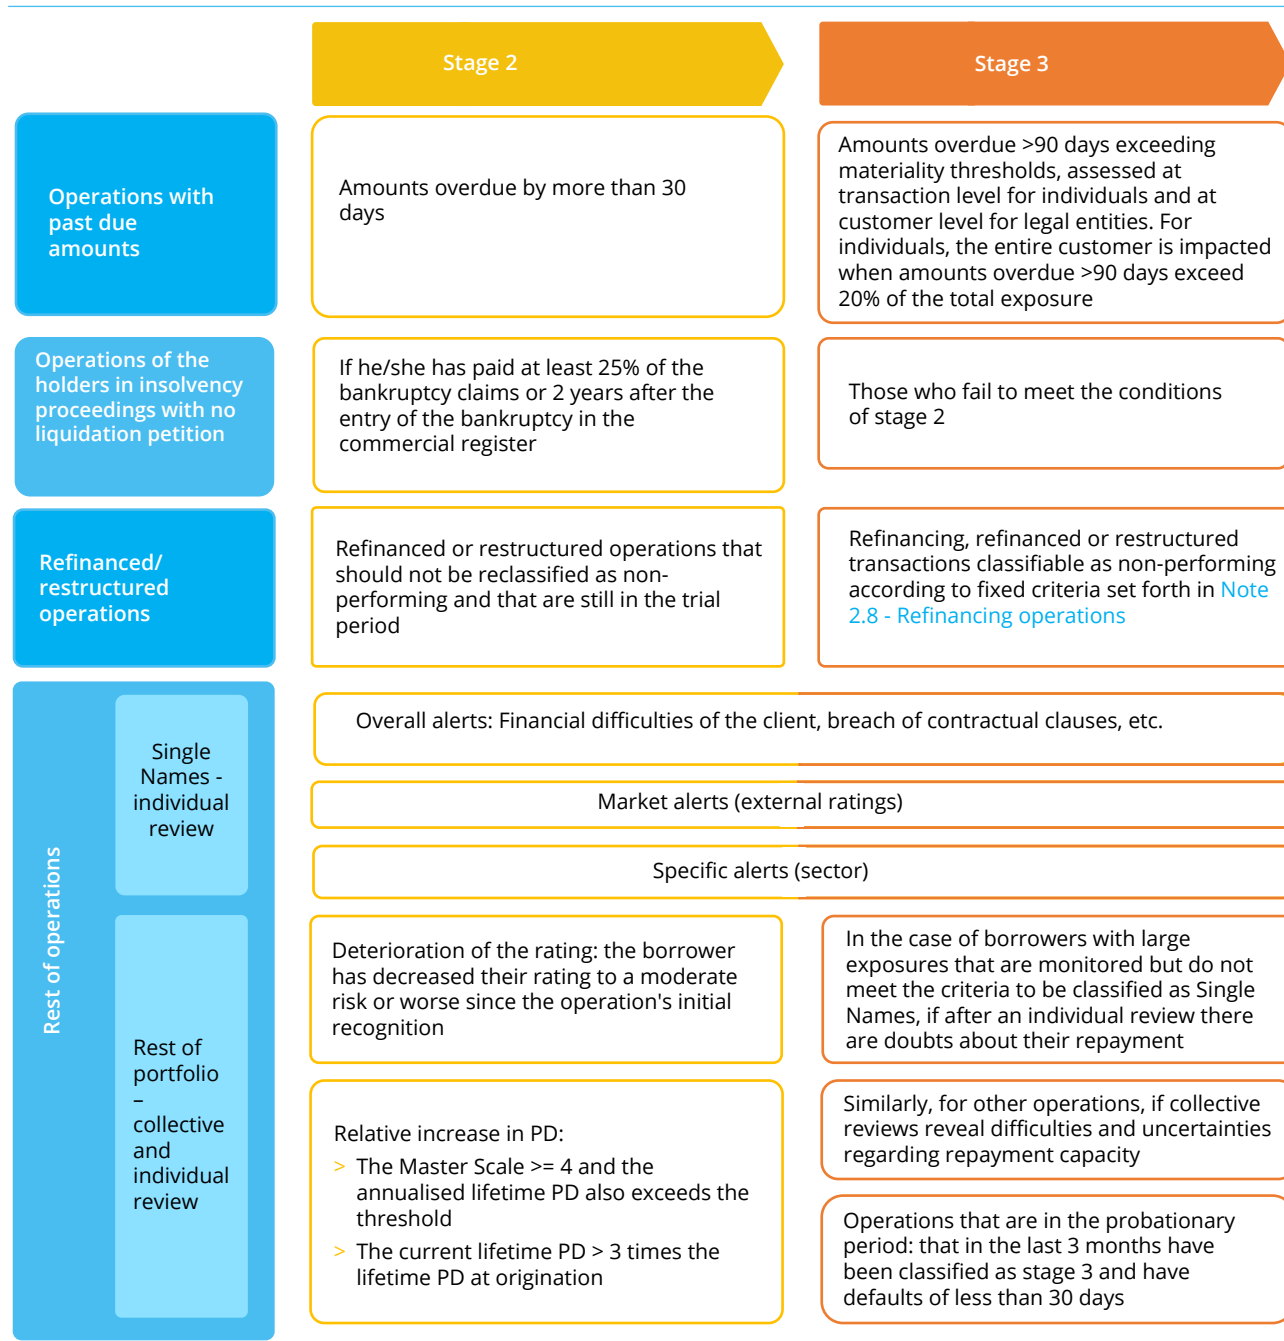 Stage 2
Stage 3
Operations with
past due
amounts
Amounts overdue by more than 30
days
Amounts overdue >90 days exceeding
materiality thresholds, assessed at
transaction level for individuals and at
customer level for legal entities. For
individuals, the entire customer is impacted
when amounts overdue >90 days exceed
20% of the total exposure
Operations of the
holders in insolvency
proceedings with no
liquidation petition
If he/she has paid at least 25% of the
bankruptcy claims or 2 years after the
entry of the bankruptcy in the
commercial register
Those who fail to meet the conditions
of stage 2
Refinanced/
restructured
operations
Refinanced or restructured operations that
should not be reclassified as non-
performing and that are still in the trial
period
Refinancing, refinanced or restructured
transactions classifiable as non-performing
according to fixed criteria set forth in Note
2.8 - Refinancing operations
Rest of operations
Single
Names -
individual
review
Overall alerts: Financial difficulties of the client, breach of contractual clauses, etc.
Market alerts (external ratings)
Specific alerts (sector)
Rest of
portfolio
–
collective
and
individual
review
Deterioration of the rating: the borrower
has decreased their rating to a moderate
risk or worse since the operation's initial
recognition
In the case of borrowers with large
exposures that are monitored but do not
meet the criteria to be classified as Single
Names, if after an individual review there
are doubts about their repayment
Relative increase in PD:
> The Master Scale >= 4 and the
annualised lifetime PD also exceeds the
threshold
> The current lifetime PD > 3 times the
lifetime PD at origination
Similarly, for other operations, if collective
reviews reveal difficulties and uncertainties
regarding repayment capacity
Operations that are in the probationary
period: that in the last 3 months have
been classified as stage 3 and have
defaults of less than 30 days